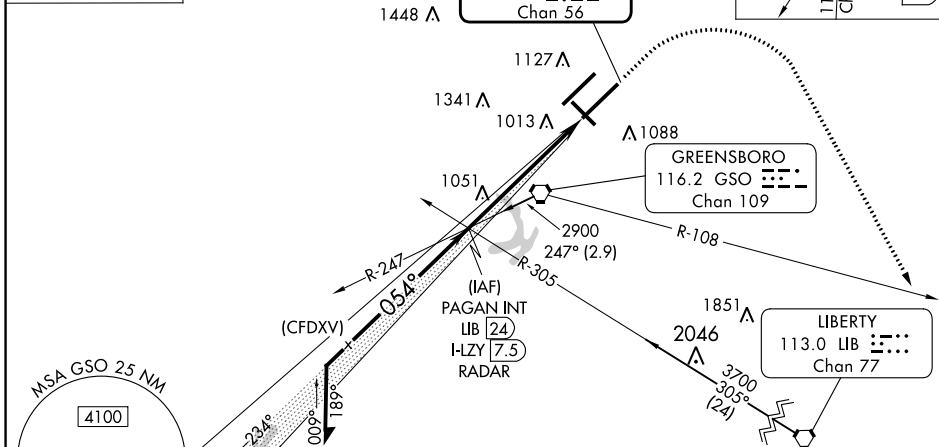 1448
Chan 56
1127
1341
1013
1088
GREENSBORO
116.2 GSO
Chan 109
1051
2900
247° (2.9)
R-108
R-247
R-305
054°
(IAF)
PAGAN INT
LIB 24
I-LZY 7.5
RADAR
(CFDXV)
1851
2046
LIBERTY
113.0 LIB
Chan 77
3700
305°
(24)
MSA GSO 25 NM
4100
009°
189°
234°